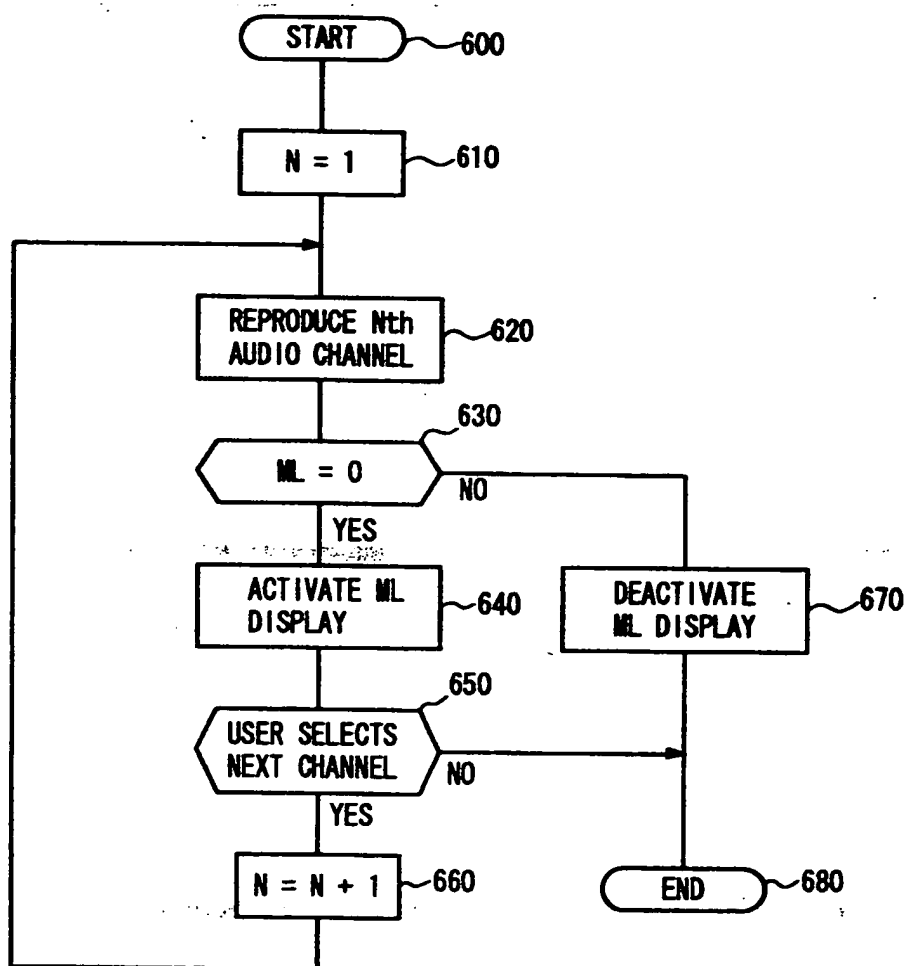 START
600
N = 1
610
REPRODUCE Nth
AUDIO CHANNEL
620
630
ML = 0
NO
YES
ACTIVATE ML
DISPLAY
640
DEACTIVATE
ML DISPLAY
670
650
USER SELECTS
NEXT CHANNEL
NO
YES
N = N + 1
660
END
680